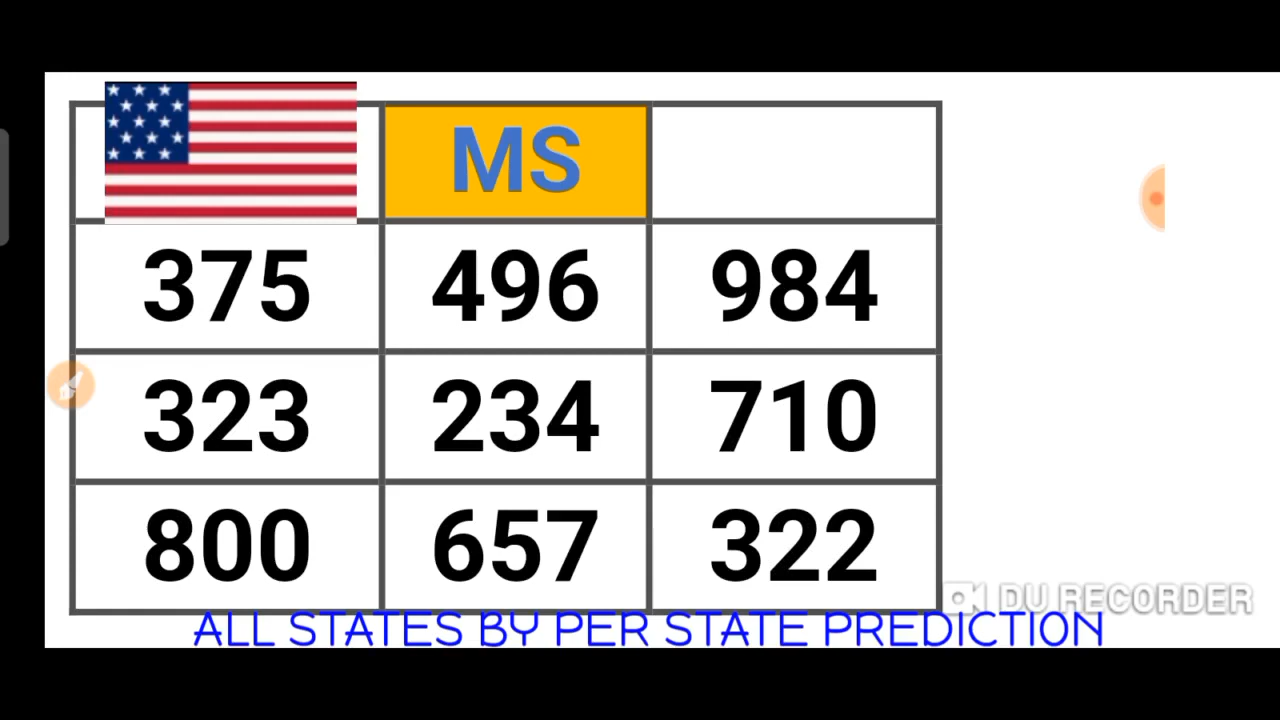 MS
375 496 984
323 234 710
800 657 322
DU RECORDER
ALL STATES BY PER STATE PREDICTION